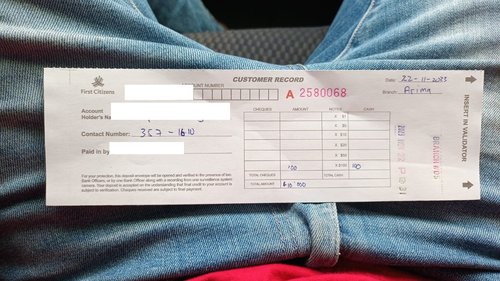 First Citizens
CUSTOMER RECORD
Date: 22-11-2023
ACCOUNT NUMBER
A 2580068
Branch: Arima
Account
Holder's Na
CHEQUES AMOUNT NOTES CASH
Contact Number: 357-1610
X $1
X $5
X $10
X $20
X $50
Paid in by
100 X $100 100
TOTAL CHEQUES TOTAL CASH
TOTAL AMOUNT $10 000
For your protection, this deposit envelope will be opened and verified in the presence of two
Bank Officers, or by one Bank Officer along with a recording from our surveillance system
cameras. Your deposit is accepted on the understanding that final credit to your account is
subject to verification. Cheques received are subject to final payment.
INSERT IN VALIDATOR